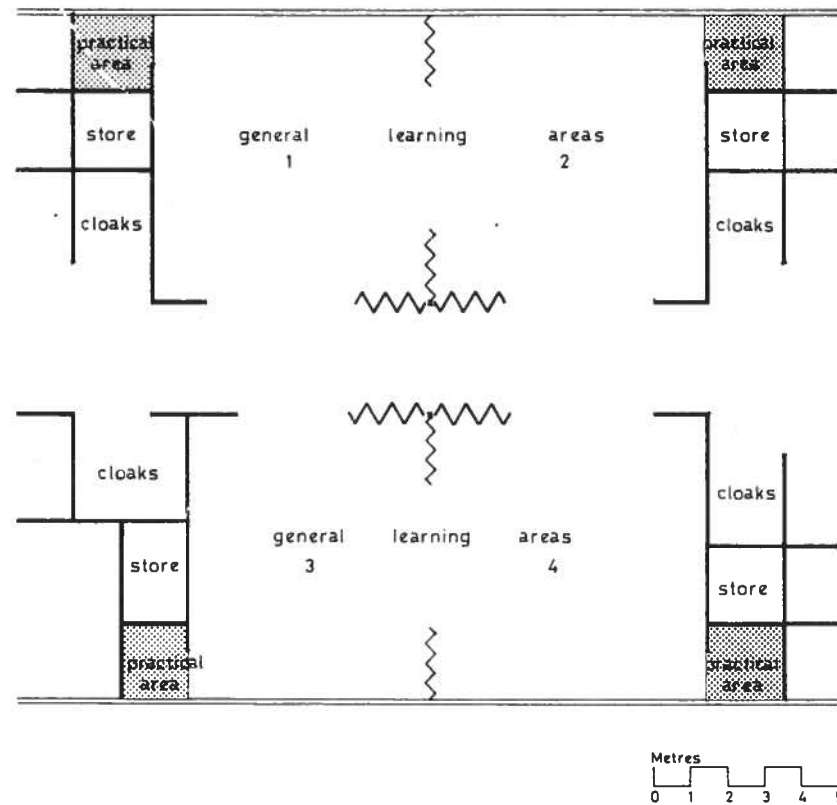 practical
area
practical
area
store
general learning areas
store
1 2
cloaks
cloaks
cloaks
cloaks
general learning areas
3 4
store
store
practical
area
practical
area
Metres
0 1 2 3 4